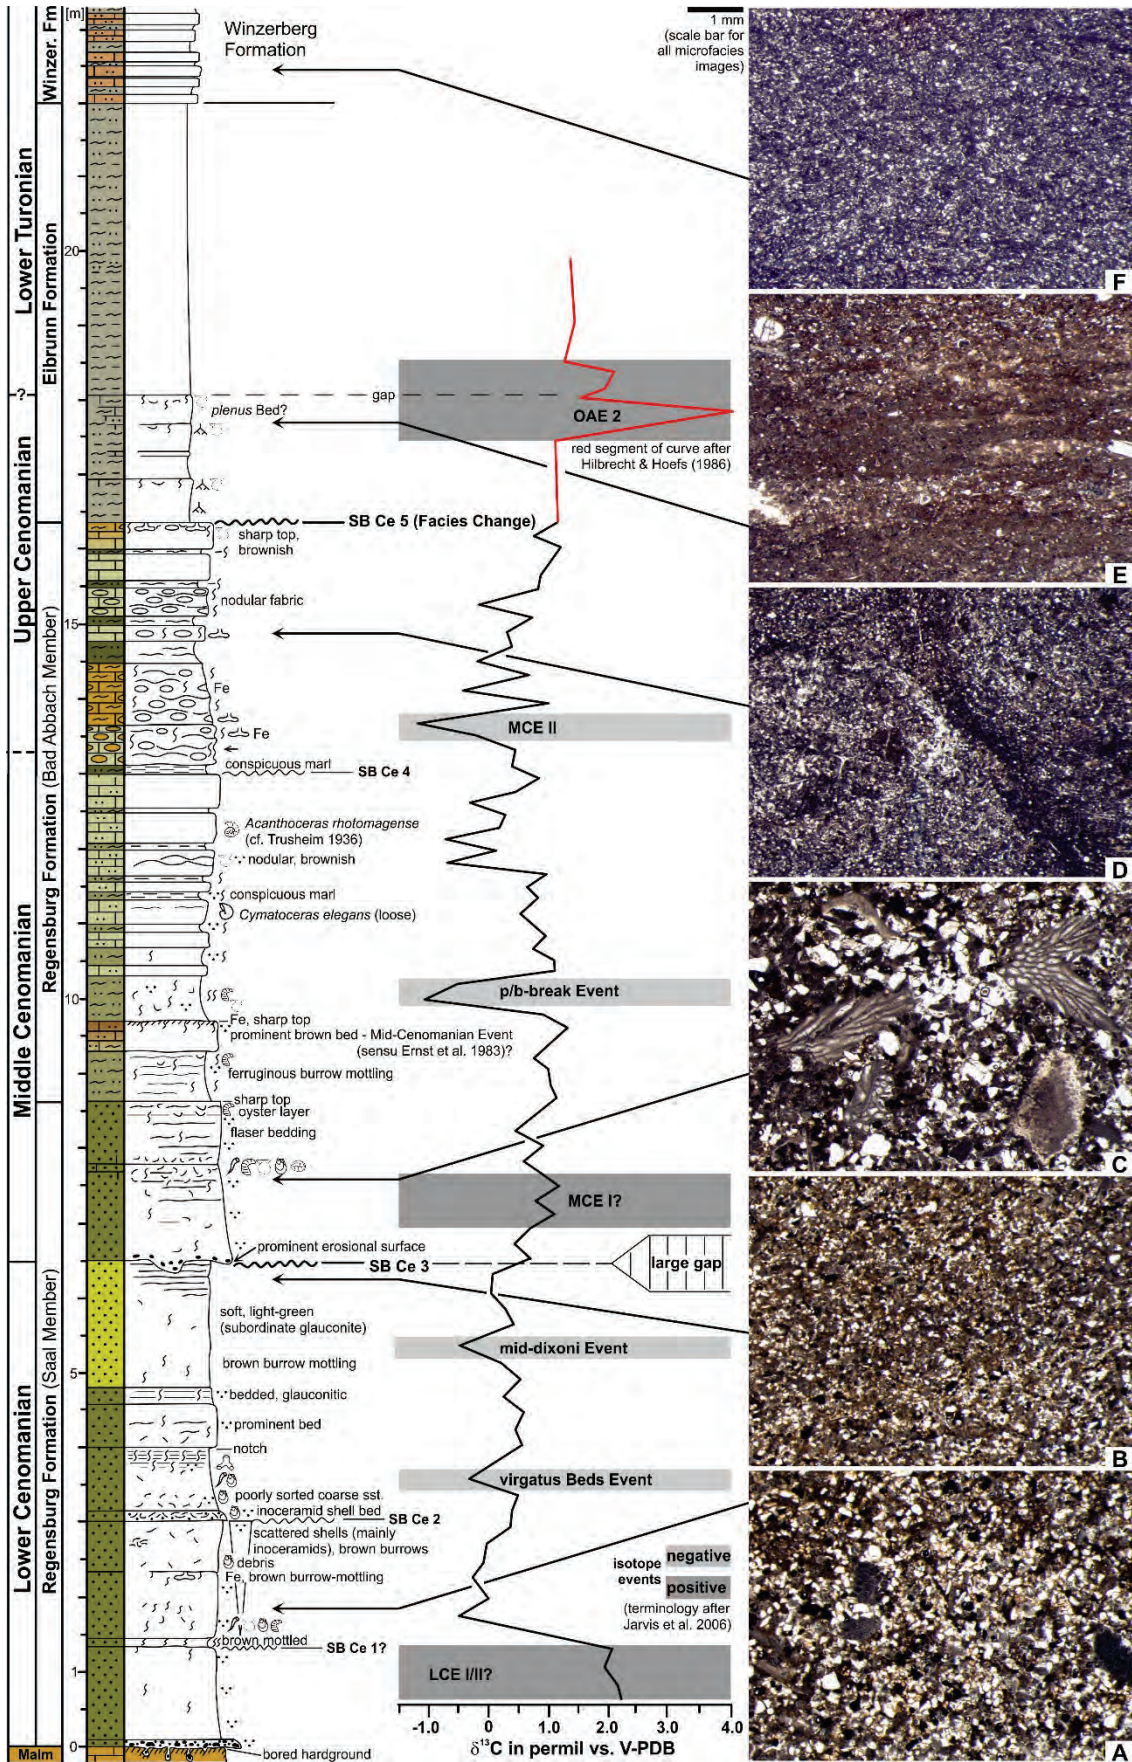 [m]
Winzer. Fm
Lower Turonian
Eibrunn Formation
?
Upper Cenomanian
Regensburg Formation (Bad Abbach Member)
Middle Cenomanian
Lower Cenomanian
Regensburg Formation (Saal Member)
Malm
20
15
10
5
1
0
Winzerberg
Formation
1 mm
(scale bar for
all microfacies
images)
gap
plenus Bed?
OAE 2
red segment of curve after
Hilbrecht & Hoefs (1986)
SB Ce 5 (Facies Change)
sharp top,
brownish
nodular fabric
Fe
Fe
MCE II
conspicuous marl
SB Ce 4
Acanthoceras rhotomagense
(cf. Trusheim 1936)
nodular, brownish
conspicuous marl
Cymatoceras elegans (loose)
p/b-break Event
Fe, sharp top
prominent brown bed - Mid-Cenomanian Event
(sensu Ernst et al. 1983)?
ferruginous burrow mottling
sharp top
oyster layer
flaser bedding
MCE I?
prominent erosional surface
SB Ce 3
large gap
soft, light-green
(subordinate glauconite)
mid-dixoni Event
brown burrow mottling
bedded, glauconitic
prominent bed
notch
virgatus Beds Event
poorly sorted coarse sst.
inoceramid shell bed
SB Ce 2
scattered shells (mainly
inoceramids), brown burrows
debris
Fe, brown burrow-mottling
isotope
events
negative
positive
(terminology after
Jarvis et al. 2006)
brown mottled
SB Ce 1?
LCE I/II?
-1.0 0 1.0 2.0 3.0 4.0
δ13C in permil vs. V-PDB
bored hardground
F
E
D
C
B
A